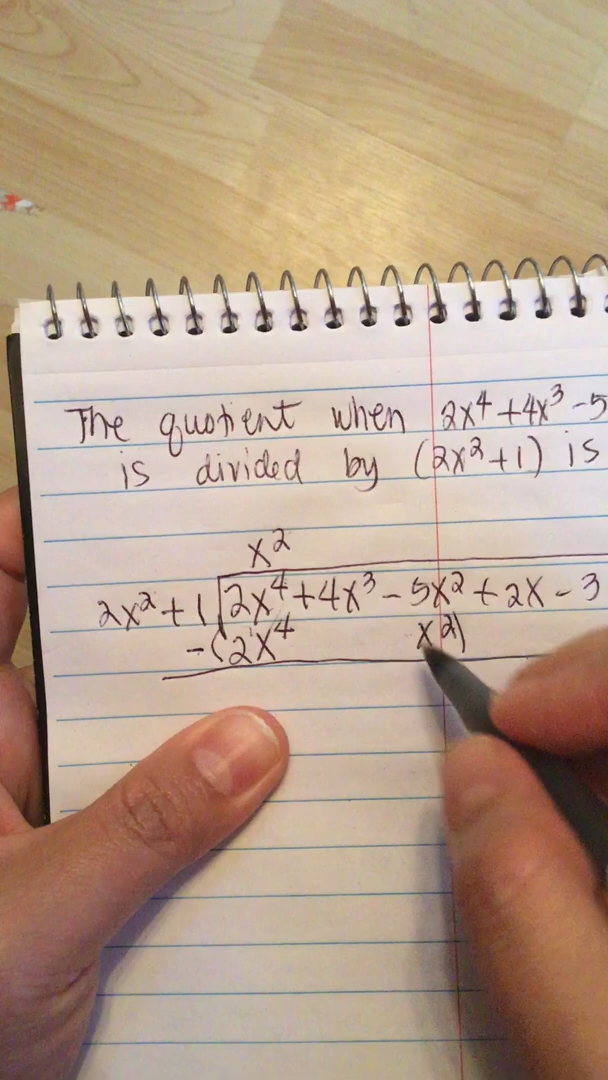 The quotient when 2x⁴ + 4x³ - 5
is divided by (2x² + 1) is
x²
2x² + 1 2x⁴ + 4x³ - 5x² + 2x - 3
-(2x⁴ x²)